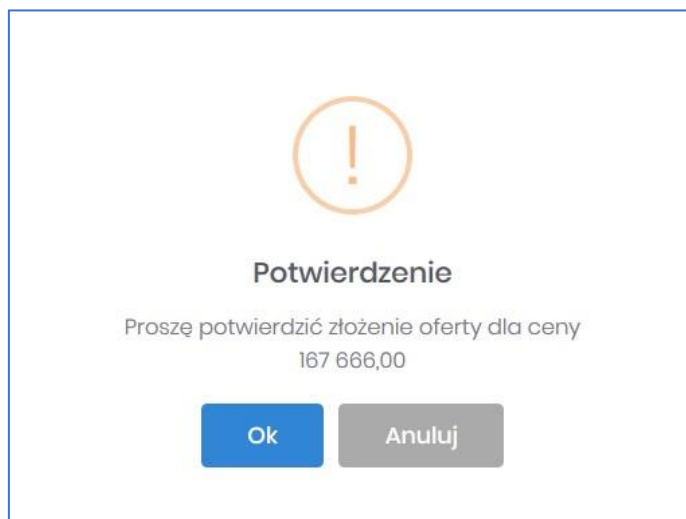 !
Potwierdzenie
Proszę potwierdzić złożenie oferty dla ceny
167 666,00
Ok
Anuluj